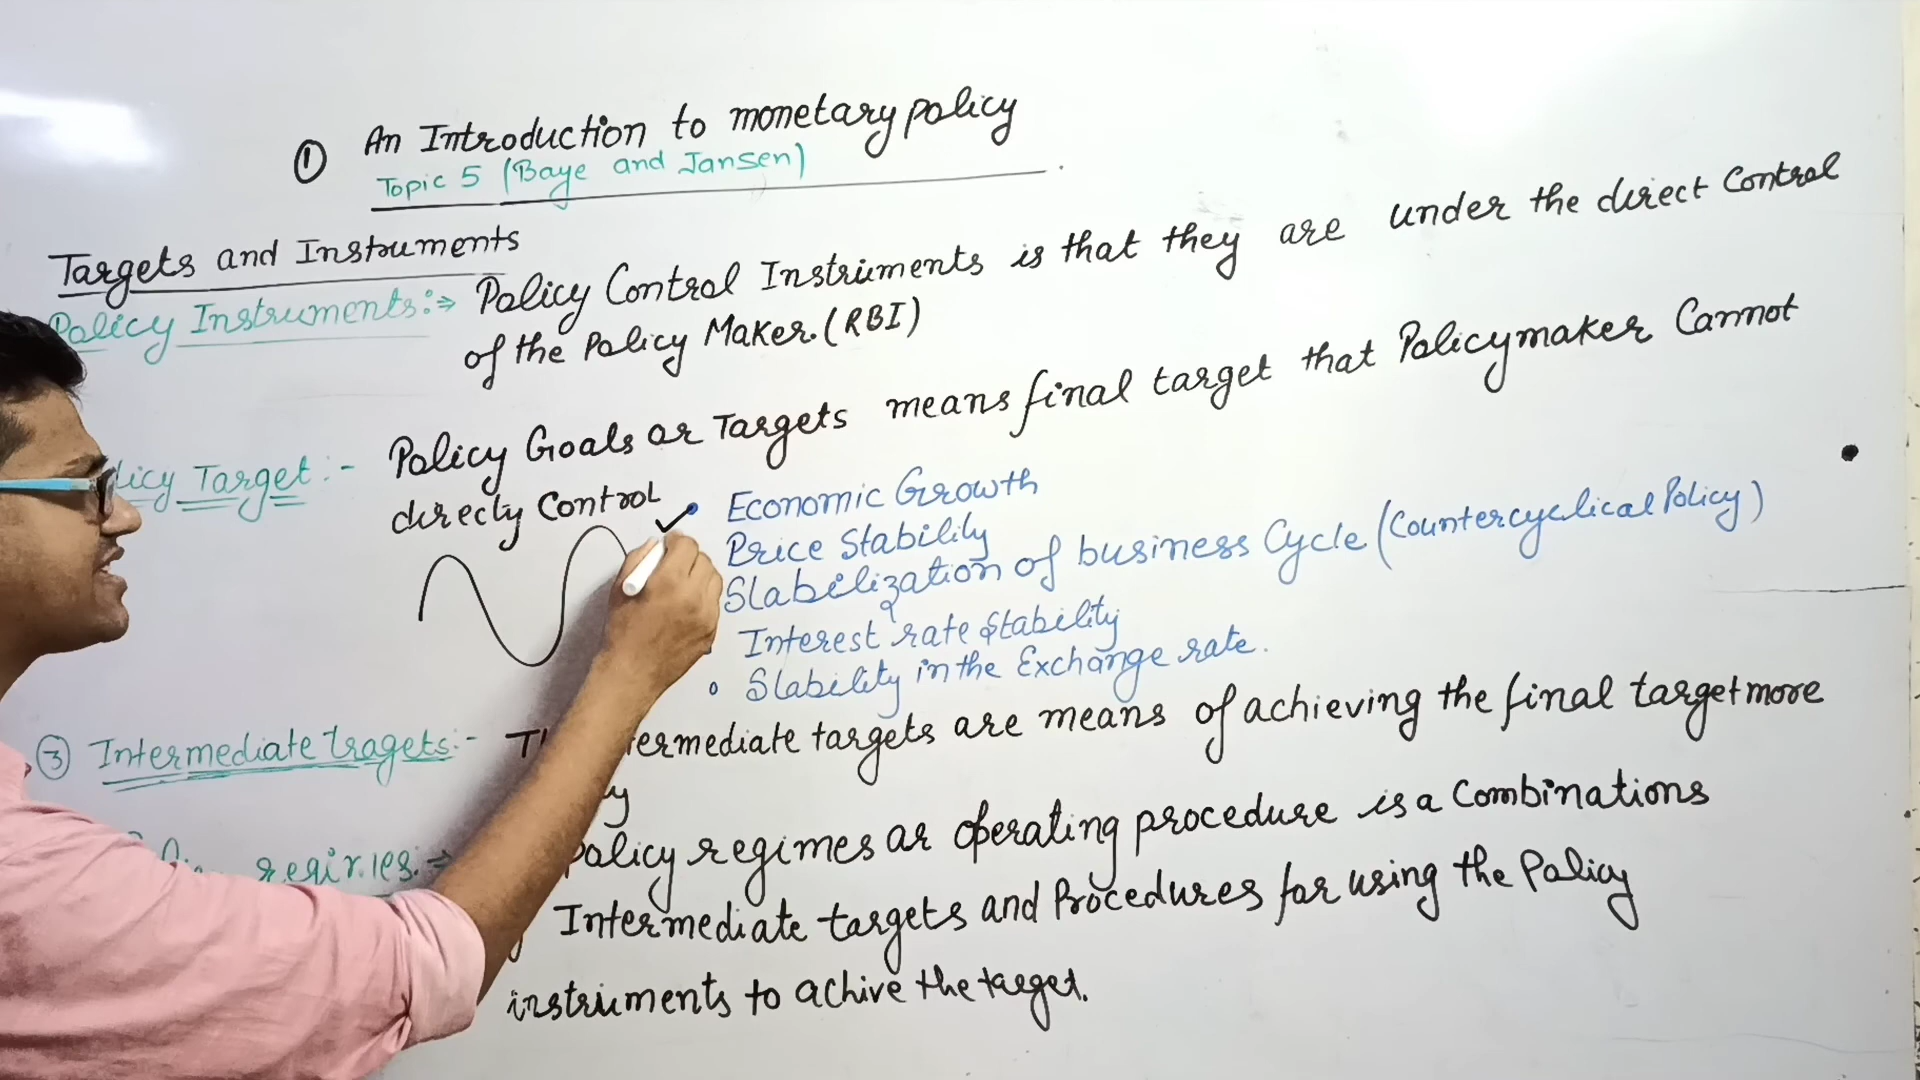 ① An Introduction to monetary policy
Topic 5 (Baye and Jansen)
Targets and Instruments
Policy Instruments:⇒ Policy Control Instruments is that they are under the direct Control
of the Policy Maker. (RBI)
licy Target:- Policy Goals or Targets means final target that Policymaker Cannot
directy Control
• Economic Growth
Price Stability
Stabilization of business Cycle (Countercyclical Policy)
Interest rate Stability
◦ Stability in the Exchange rate.
③ Intermediate tragets:- ermediate targets are means of achieving the final target more
y
regimes:⇒ Policy regimes or operating procedure is a Combinations
Intermediate targets and Procedures for using the Policy
instruments to achive the target.